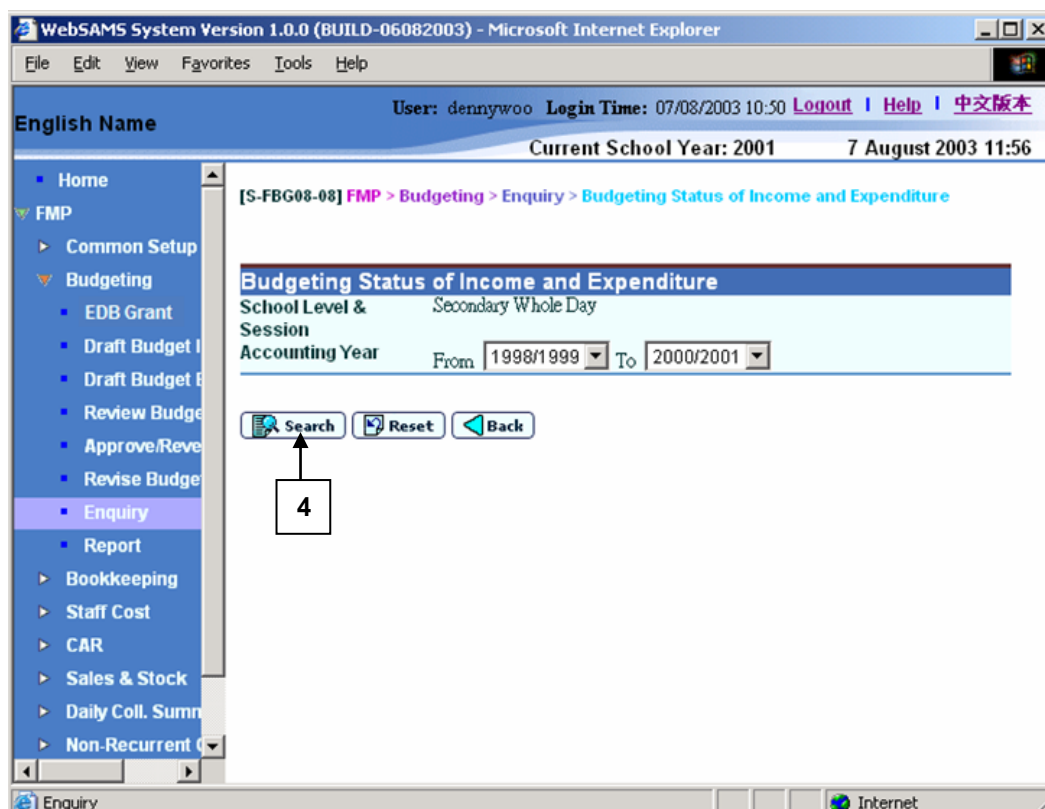 WebSAMS System Version 1.0.0 (BUILD-06082003) - Microsoft Internet Explorer
File Edit View Favorites Tools Help
User: dennywoo Login Time: 07/08/2003 10:50 Logout | Help | 中文版本
English Name
Current School Year: 2001 7 August 2003 11:56
Home
FMP
Common Setup
Budgeting
EDB Grant
Draft Budget I
Draft Budget E
Review Budge
Approve/Reve
Revise Budge
Enquiry
Report
Bookkeeping
Staff Cost
CAR
Sales & Stock
Daily Coll. Summ
Non-Recurrent
[S-FBG08-08] FMP > Budgeting > Enquiry > Budgeting Status of Income and Expenditure
Budgeting Status of Income and Expenditure
School Level & Session Secondary Whole Day
Accounting Year From 1998/1999 To 2000/2001
Search Reset Back
4
Enquiry Internet